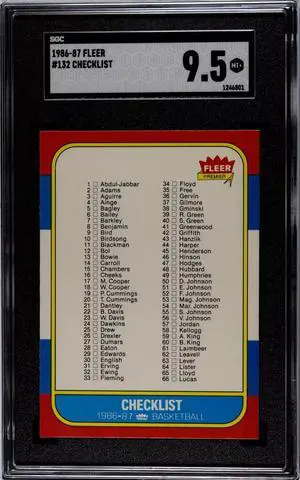 SGC
1986-87 FLEER
#132 CHECKLIST
9.5 MT+
1246801
FLEER
PREMIER
1 Abdul-Jabbar
2 Adams
3 Aguirre
4 Ainge
5 Bagley
6 Bailey
7 Barkley
8 Benjamin
9 Bird
10 Birdsong
11 Blackman
12 Bol
13 Bowie
14 Carroll
15 Chambers
16 Cheeks
17 M. Cooper
18 W. Cooper
19 P. Cummings
20 T. Cummings
21 Dantley
22 B. Davis
23 W. Davis
24 Dawkins
25 Drew
26 Drexler
27 Dumars
28 Eaton
29 Edwards
30 English
31 Erving
32 Ewing
33 Fleming
34 Floyd
35 Free
36 Gervin
37 Gilmore
38 Gminski
39 R. Green
40 S. Green
41 Greenwood
42 Griffith
43 Hanzlik
44 Harper
45 Henderson
46 Hinson
47 Hodges
48 Hubbard
49 Humphries
50 D. Johnson
51 E. Johnson
52 F. Johnson
53 Mag. Johnson
54 Mar. Johnson
55 S. Johnson
56 V. Johnson
57 Jordan
58 Kellogg
59 A. King
60 B. King
61 Laimbeer
62 Leavell
63 Lever
64 Lister
65 Lloyd
66 Lucas
CHECKLIST
1986-87 FLEER BASKETBALL